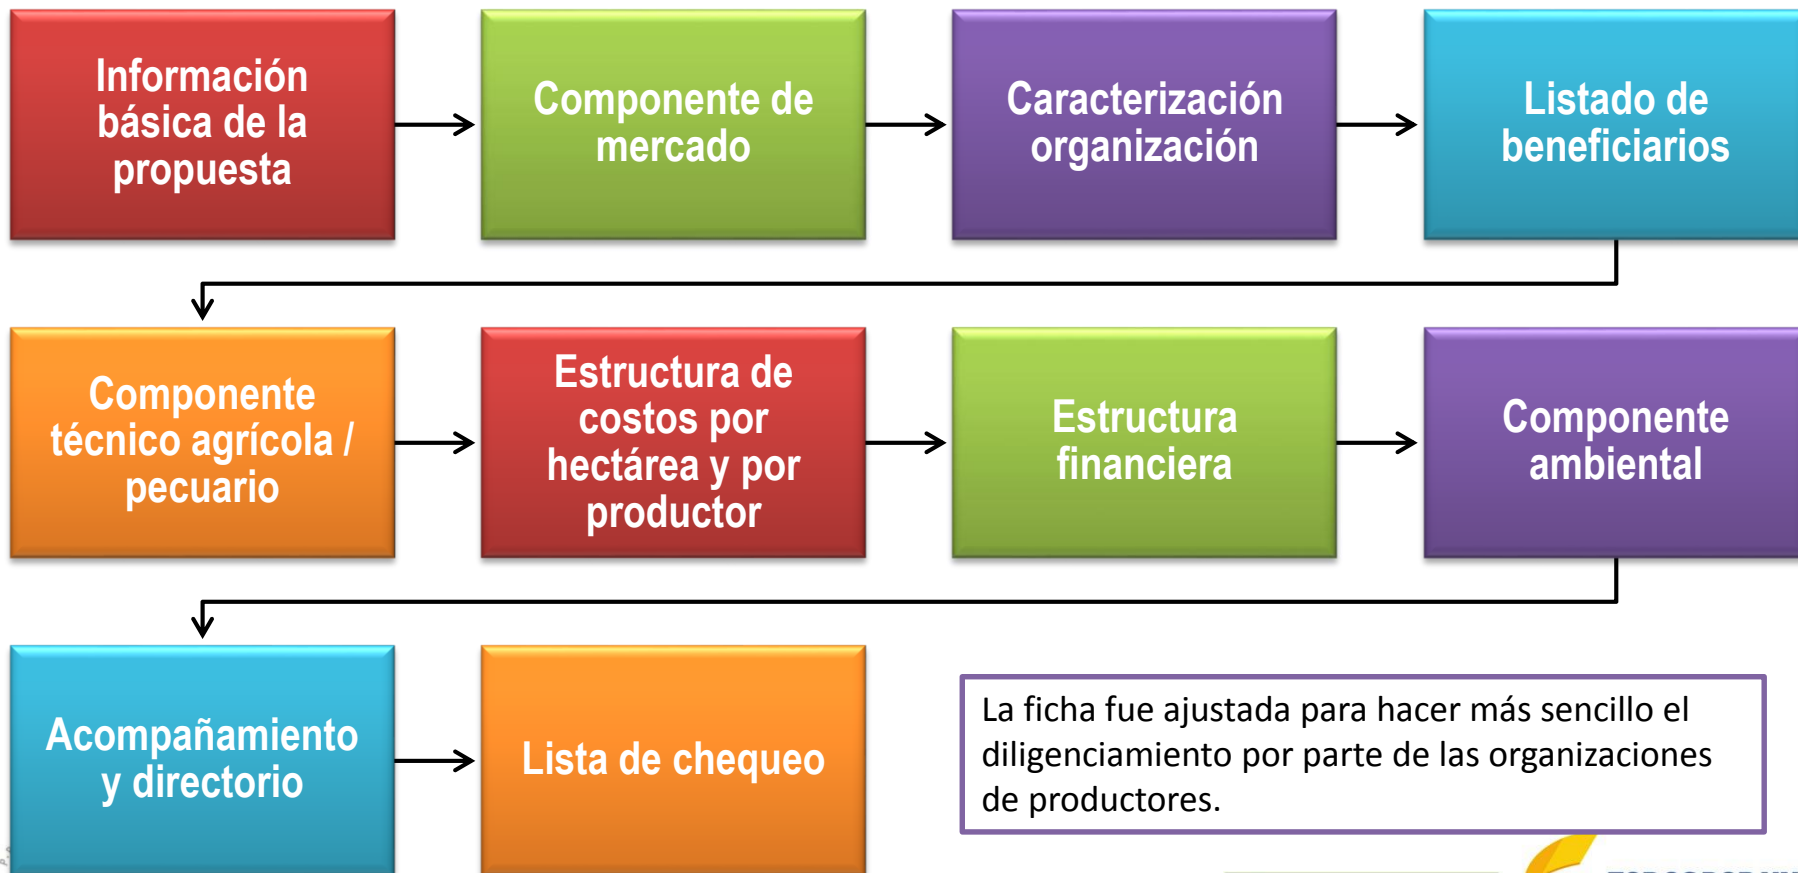 Información
básica de la
propuesta
Componente de
mercado
Caracterización
organización
Listado de
beneficiarios
Componente
técnico agrícola /
pecuario
Estructura de
costos por
hectárea y por
productor
Estructura
financiera
Componente
ambiental
Acompañamiento
y directorio
Lista de chequeo
La ficha fue ajustada para hacer más sencillo el
diligenciamiento por parte de las organizaciones
de productores.